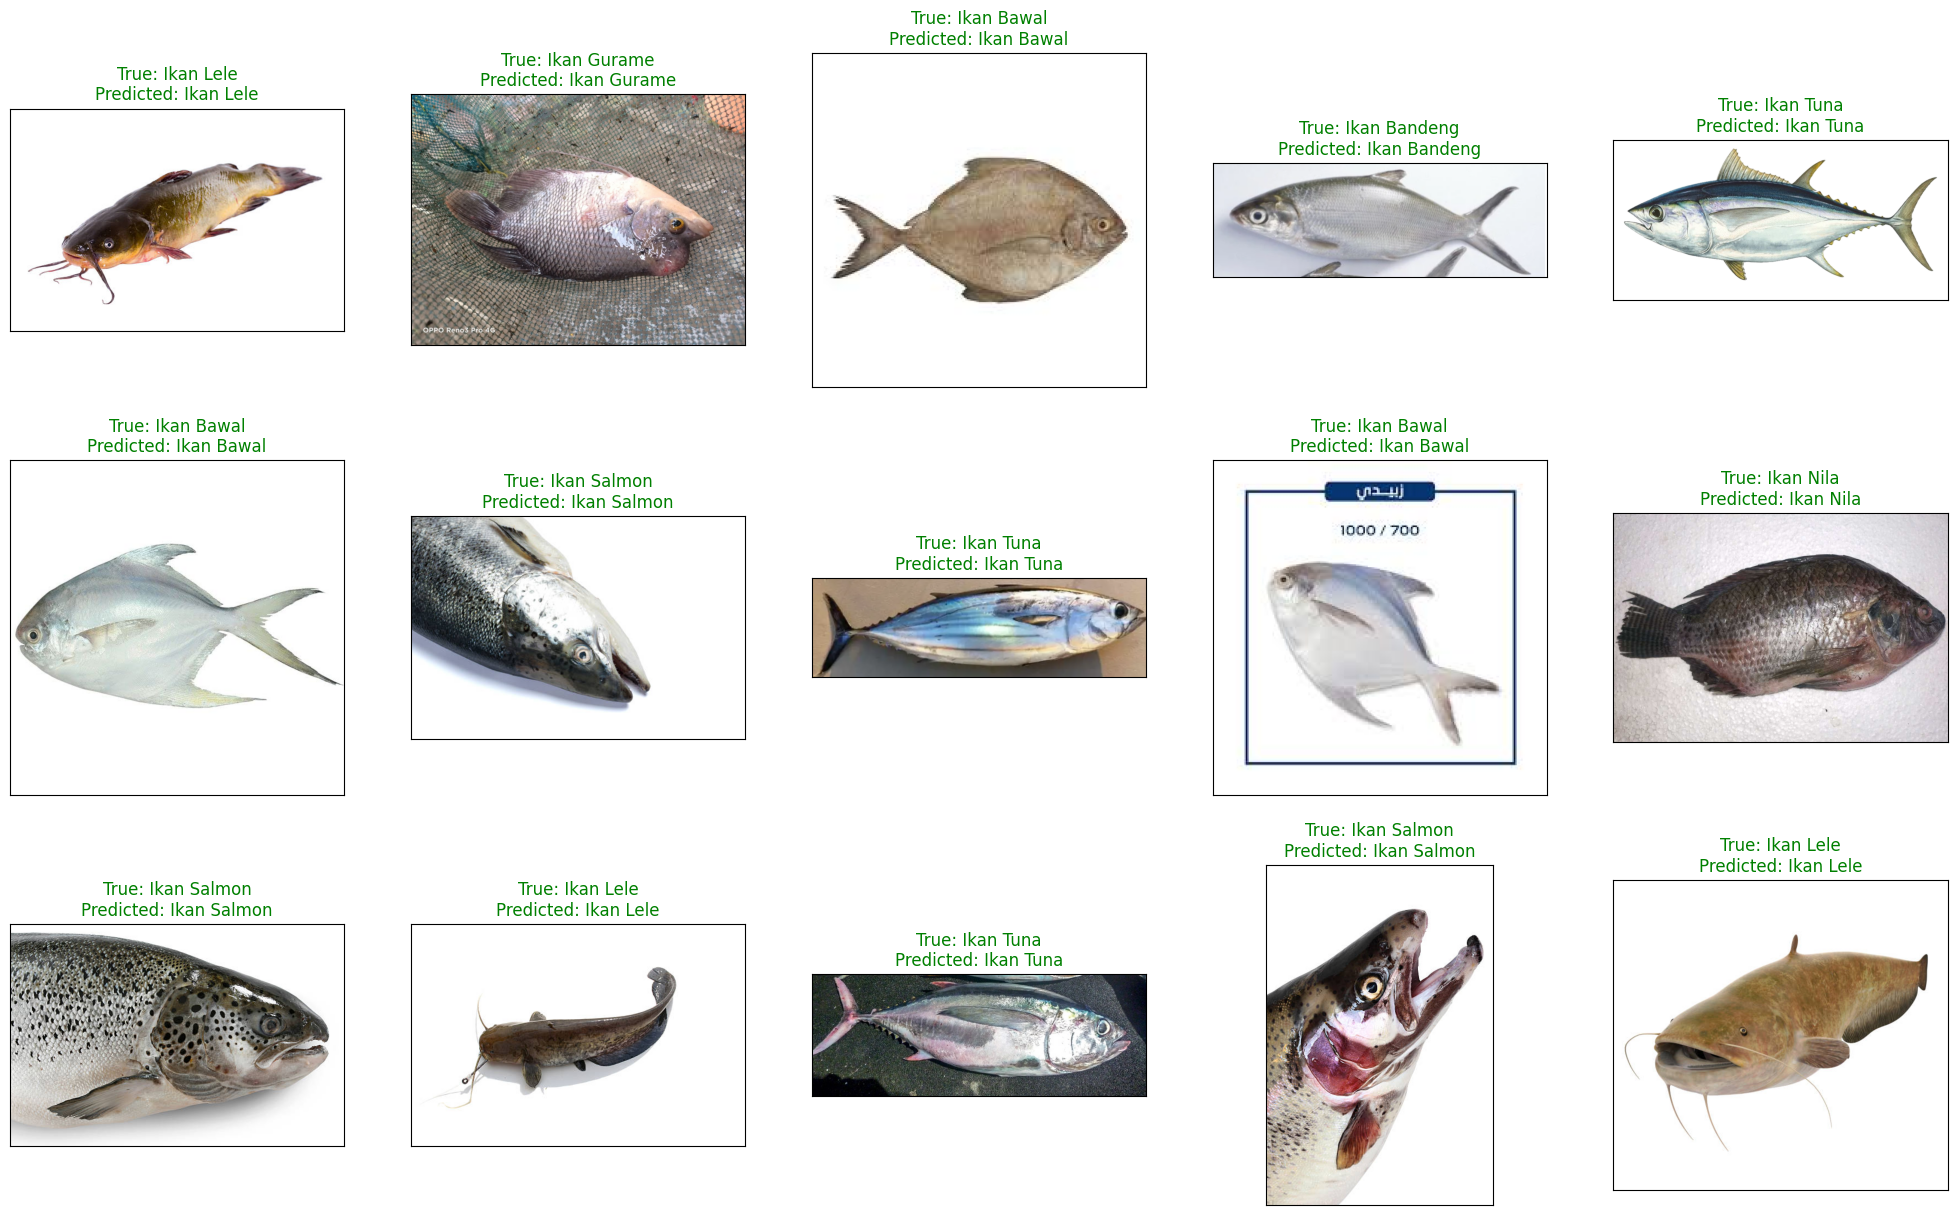 True: Ikan Lele
Predicted: Ikan Lele
True: Ikan Gurame
Predicted: Ikan Gurame
OPPO Reno3 Pro 4G
True: Ikan Bawal
Predicted: Ikan Bawal
True: Ikan Bandeng
Predicted: Ikan Bandeng
True: Ikan Tuna
Predicted: Ikan Tuna
True: Ikan Bawal
Predicted: Ikan Bawal
True: Ikan Salmon
Predicted: Ikan Salmon
True: Ikan Tuna
Predicted: Ikan Tuna
True: Ikan Bawal
Predicted: Ikan Bawal
زبيـدي
1000 / 700
True: Ikan Nila
Predicted: Ikan Nila
True: Ikan Salmon
Predicted: Ikan Salmon
True: Ikan Lele
Predicted: Ikan Lele
True: Ikan Tuna
Predicted: Ikan Tuna
True: Ikan Salmon
Predicted: Ikan Salmon
True: Ikan Lele
Predicted: Ikan Lele